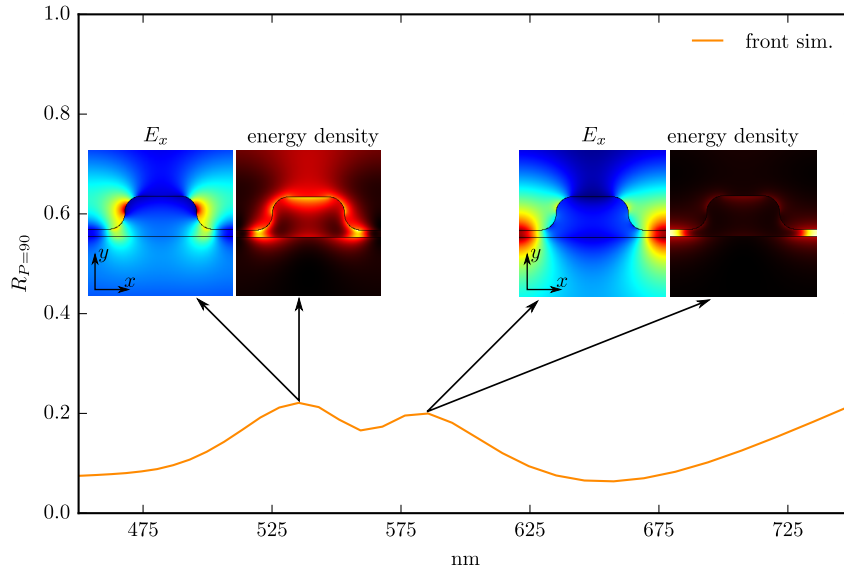 1.0
front sim.
0.8
E_x energy density E_x energy density
0.6
R_{P=90}
y x y x
0.4
0.2
0.0
475 525 575 625 675 725
nm